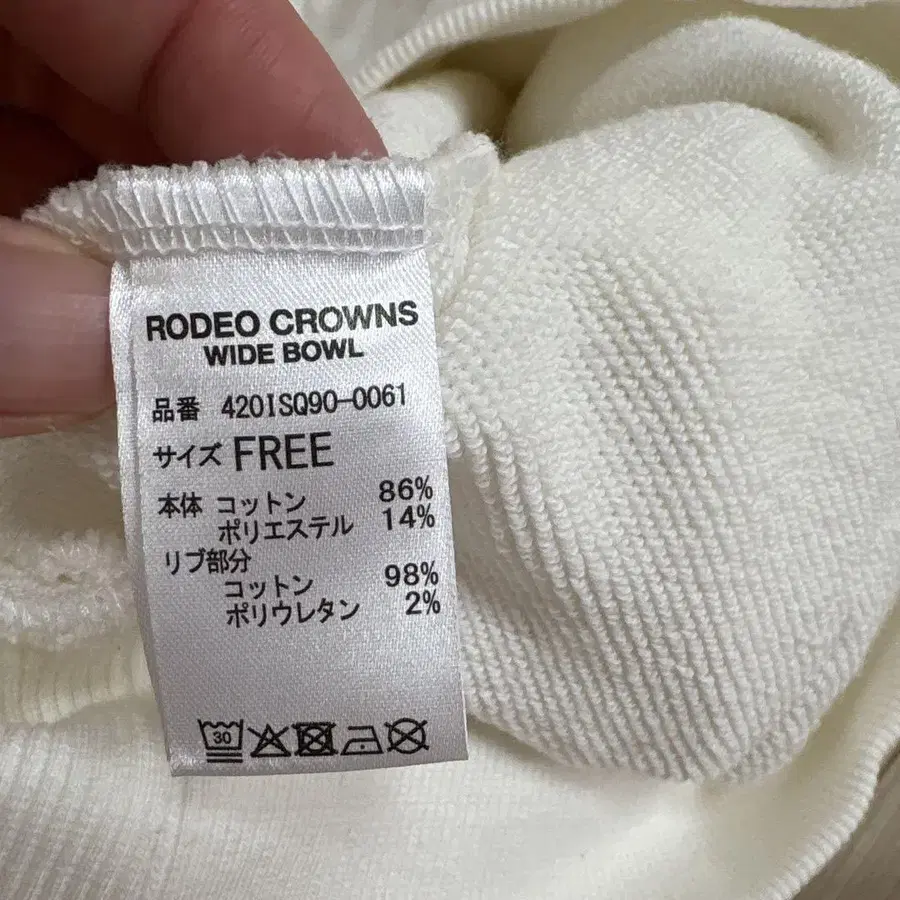 RODEO CROWNS
WIDE BOWL
品番 420ISQ90-0061
サイズ FREE
本体 コットン 86%
ポリエステル 14%
リブ部分
コットン 98%
ポリウレタン 2%
30